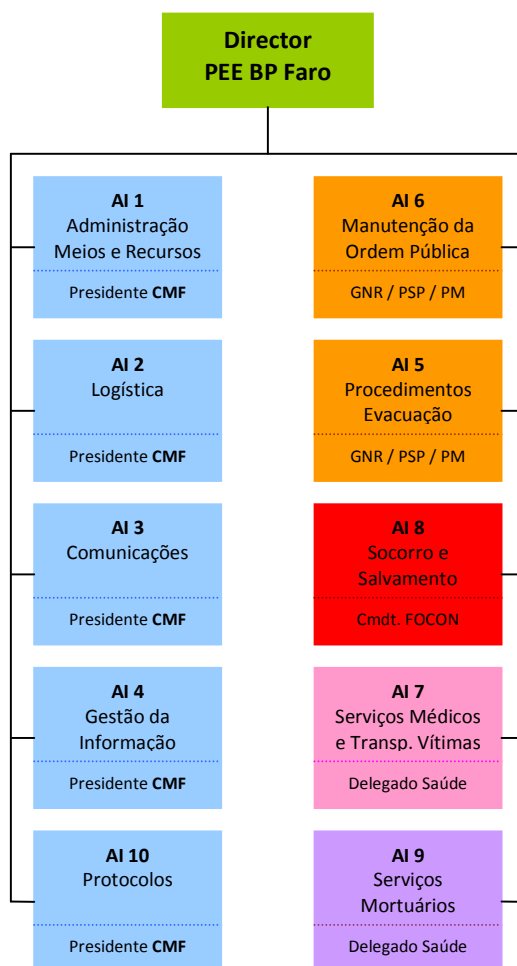 Director
PEE BP Faro
AI 1
Administração
Meios e Recursos
Presidente CMF
AI 2
Logística
Presidente CMF
AI 3
Comunicações
Presidente CMF
AI 4
Gestão da
Informação
Presidente CMF
AI 10
Protocolos
Presidente CMF
AI 6
Manutenção da
Ordem Pública
GNR / PSP / PM
AI 5
Procedimentos
Evacuação
GNR / PSP / PM
AI 8
Socorro e
Salvamento
Cmdt. FOCON
AI 7
Serviços Médicos
e Transp. Vítimas
Delegado Saúde
AI 9
Serviços
Mortuários
Delegado Saúde